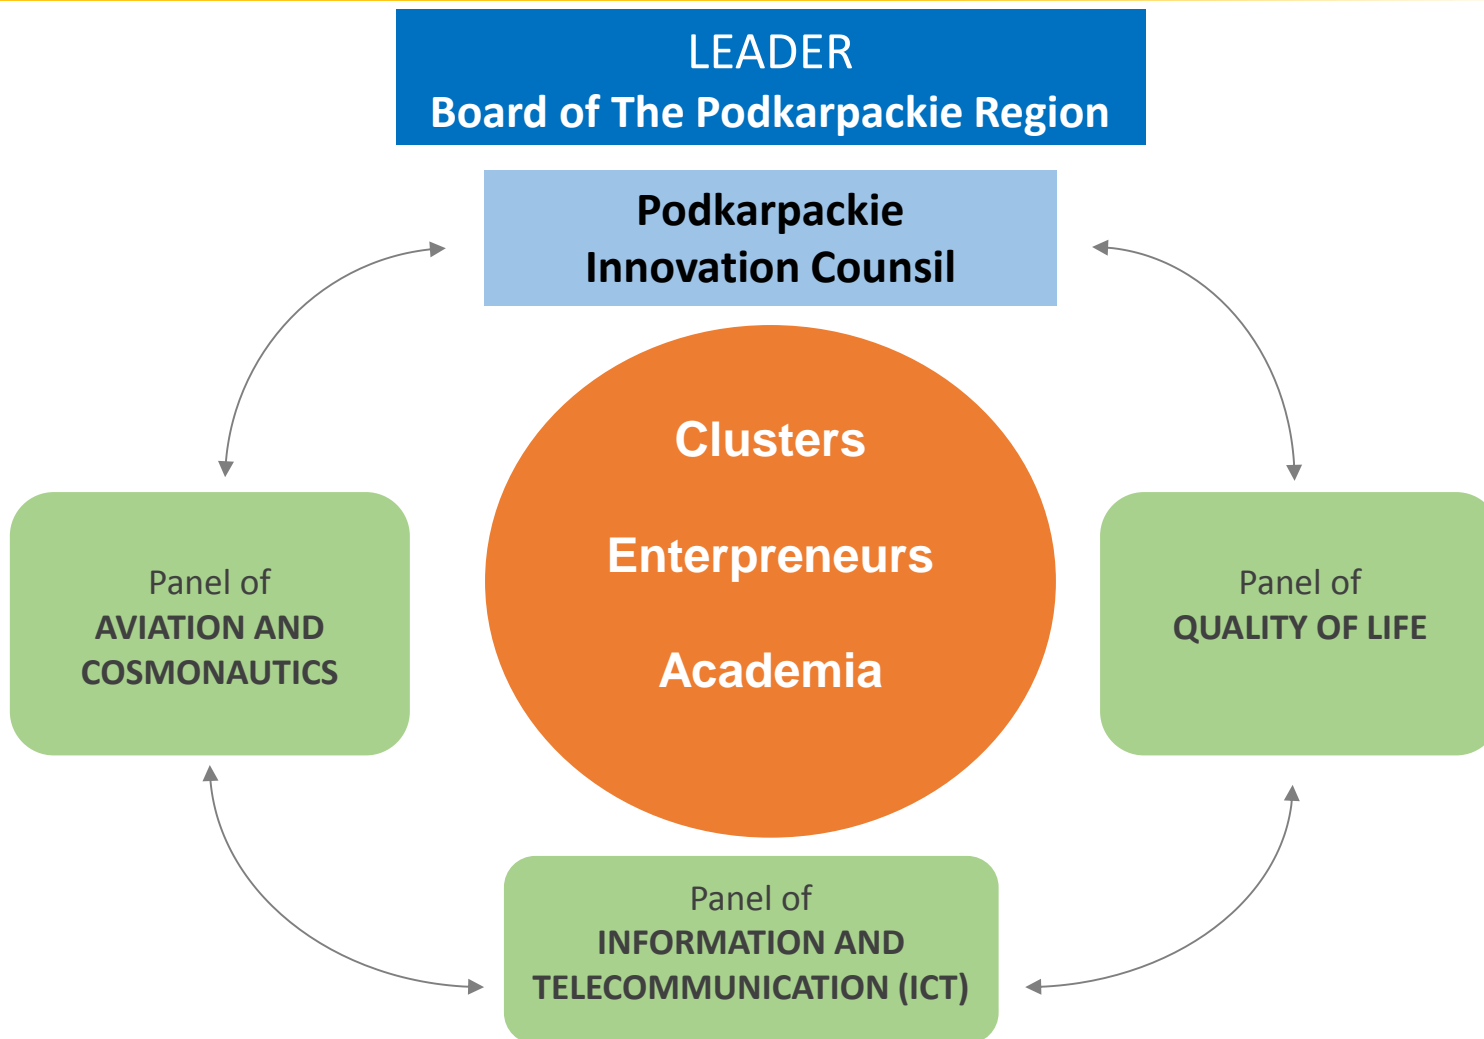 LEADER
Board of The Podkarpackie Region
Podkarpackie
Innovation Counsil
Clusters
Enterpreneurs
Academia
Panel of
AVIATION AND
COSMONAUTICS
Panel of
QUALITY OF LIFE
Panel of
INFORMATION AND
TELECOMMUNICATION (ICT)